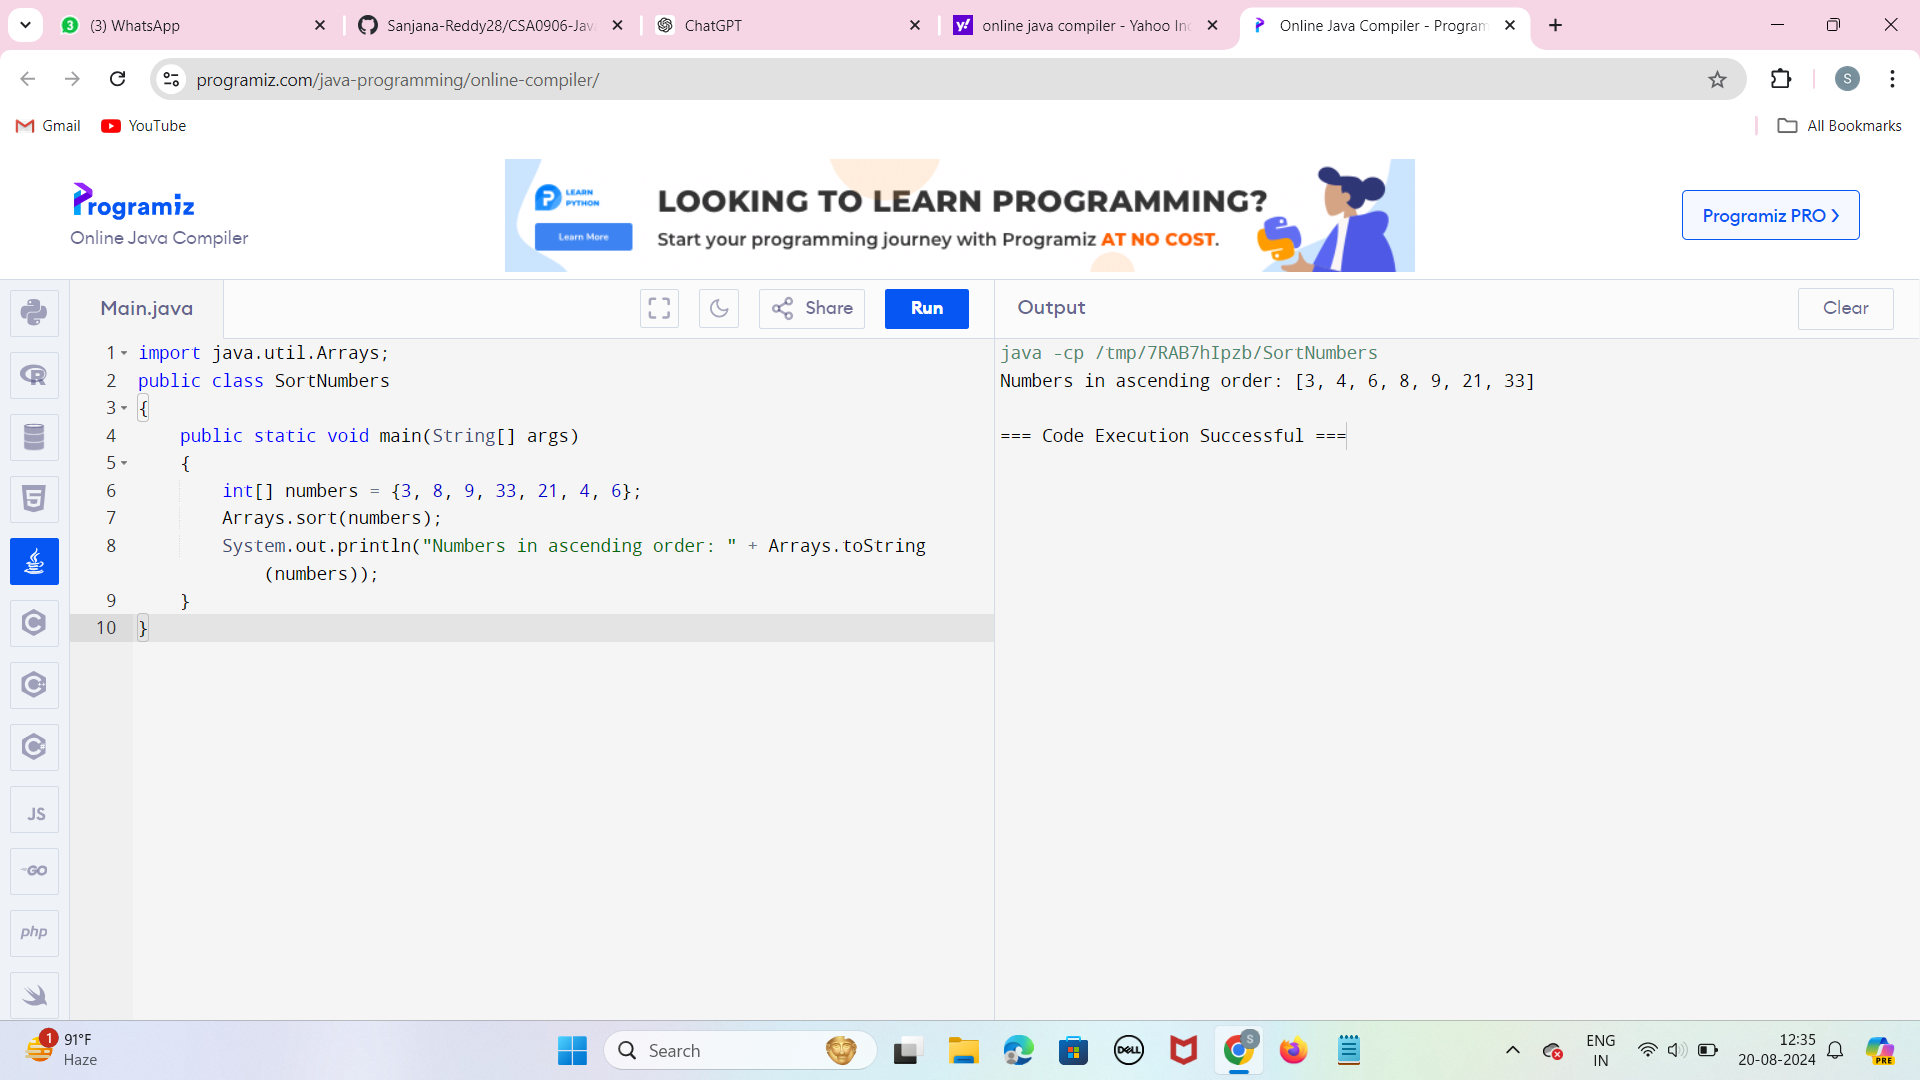 3 (3) WhatsApp
Sanjana-Reddy28/CSA0906-Java
ChatGPT
online java compiler - Yahoo Inc
Online Java Compiler - Program
programiz.com/java-programming/online-compiler/
S
Gmail
YouTube
All Bookmarks
Programiz
Online Java Compiler
LEARN
PYTHON
Learn More
LOOKING TO LEARN PROGRAMMING?
Start your programming journey with Programiz AT NO COST.
Programiz PRO
Main.java
Share
Run
Output
Clear
1 import java.util.Arrays;
2 public class SortNumbers
3 {
4 public static void main(String[] args)
5 {
6 int[] numbers = {3, 8, 9, 33, 21, 4, 6};
7 Arrays.sort(numbers);
8 System.out.println("Numbers in ascending order: " + Arrays.toString
(numbers));
9 }
10 }
java -cp /tmp/7RAB7hIpzb/SortNumbers
Numbers in ascending order: [3, 4, 6, 8, 9, 21, 33]
=== Code Execution Successful ===
R
5
C
C
C
JS
GO
php
1
91°F
Haze
Search
DELL
S
ENG
IN
12:35
20-08-2024
PRE